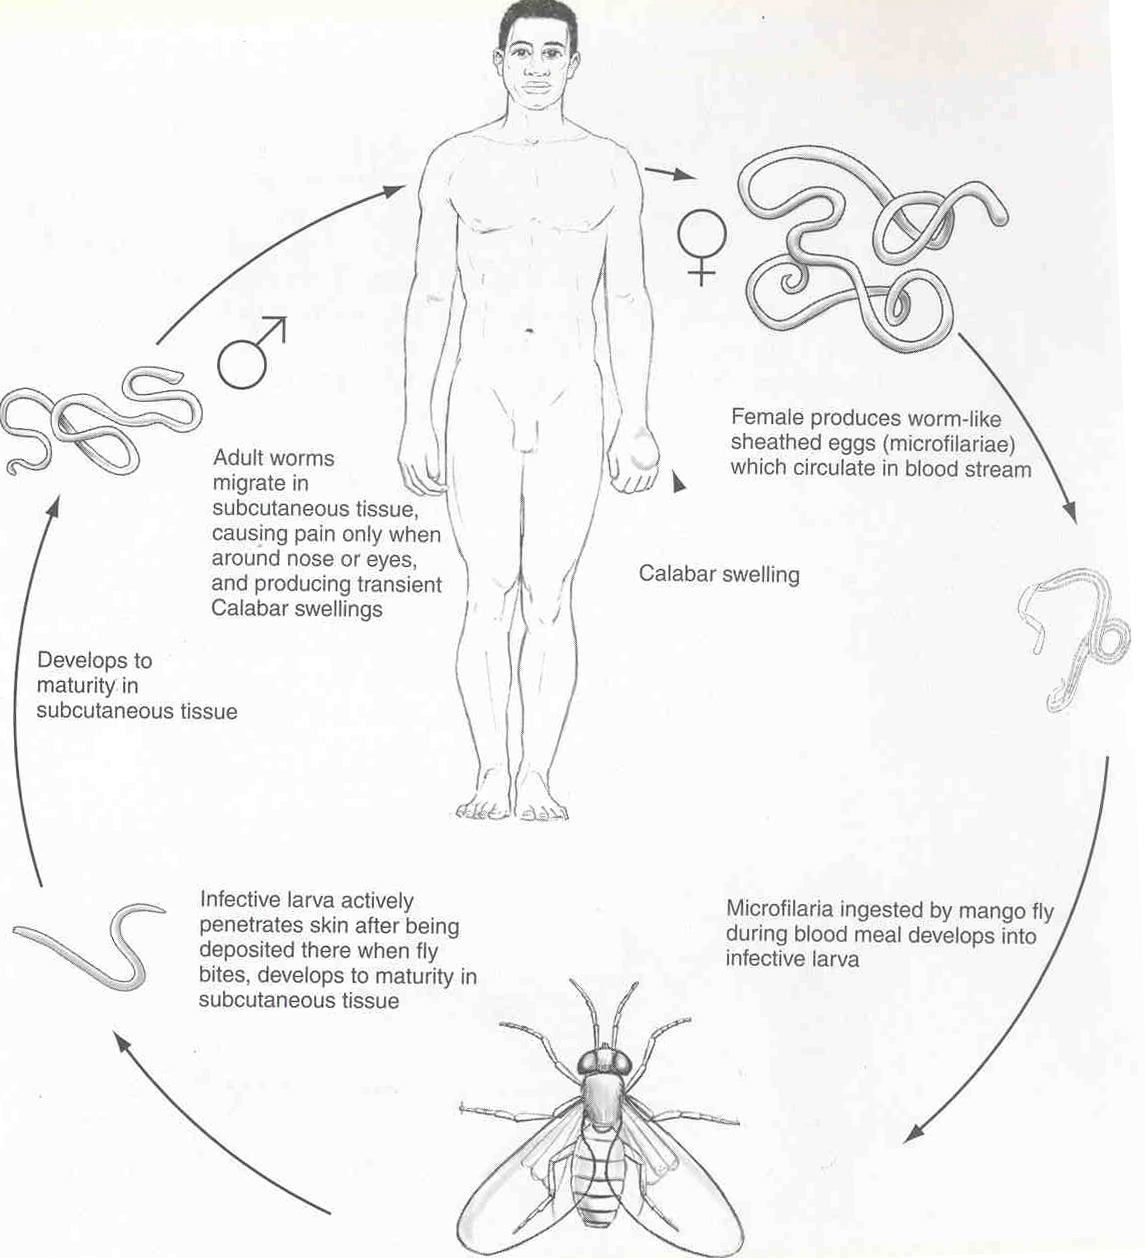 Female produces worm-like
sheathed eggs (microfilariae)
which circulate in blood stream
Adult worms
migrate in
subcutaneous tissue,
causing pain only when
around nose or eyes,
and producing transient
Calabar swellings
Calabar swelling
Develops to
maturity in
subcutaneous tissue
Infective larva actively
penetrates skin after being
deposited there when fly
bites, develops to maturity in
subcutaneous tissue
Microfilaria ingested by mango fly
during blood meal develops into
infective larva